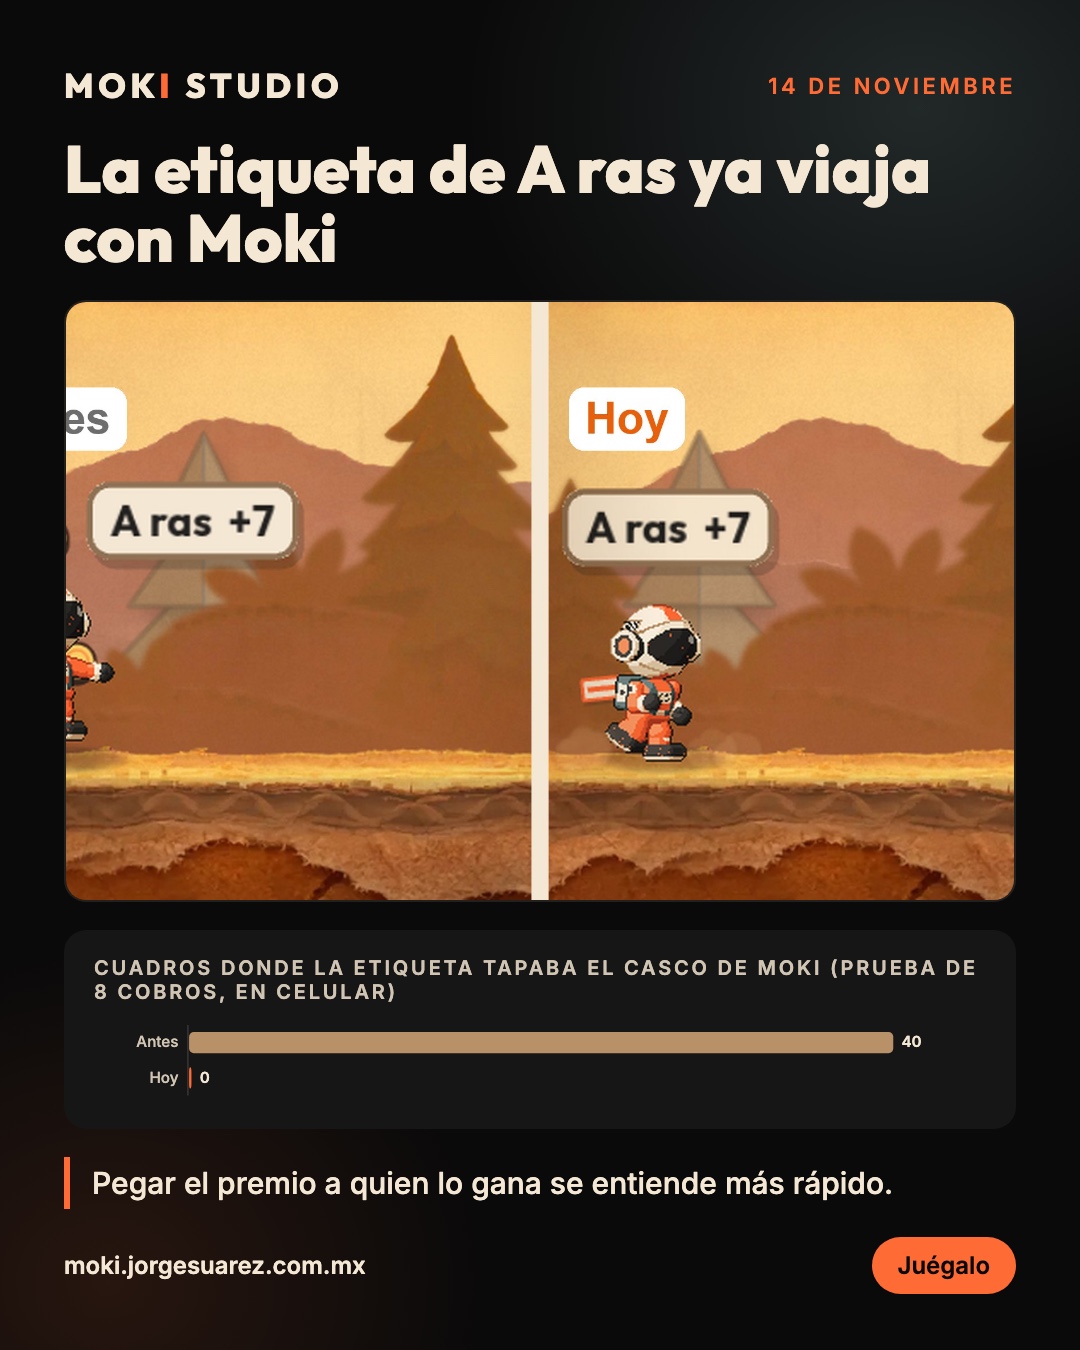 MOKI STUDIO
14 DE NOVIEMBRE
La etiqueta de A ras ya viaja
con Moki
es
Hoy
A ras +7
A ras +7
CUADROS DONDE LA ETIQUETA TAPABA EL CASCO DE MOKI (PRUEBA DE
8 COBROS, EN CELULAR)
Antes
40
Hoy
0
Pegar el premio a quien lo gana se entiende más rápido.
moki.jorgesuarez.com.mx
Juégalo